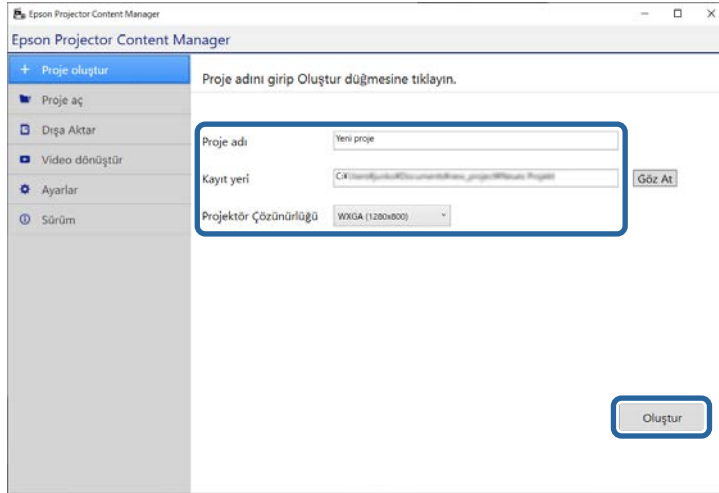 Epson Projector Content Manager
Epson Projector Content Manager
+ Proje oluştur
Proje aç
Dışa Aktar
Video dönüştür
Ayarlar
Sürüm
Proje adını girip Oluştur düğmesine tıklayın.
Proje adı
Yeni proje
Kayıt yeri
Göz At
Projektör Çözünürlüğü
WXGA (1280x800)
Oluştur